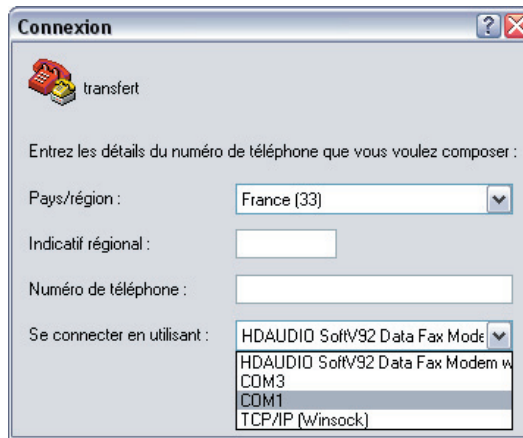 Connexion
transfert
Entrez les détails du numéro de téléphone que vous voulez composer :
Pays/région : France (33)
Indicatif régional :
Numéro de téléphone :
Se connecter en utilisant : HDAUDIO SoftV92 Data Fax Mode
HDAUDIO SoftV92 Data Fax Modem w
COM3
COM1
TCP/IP (Winsock)